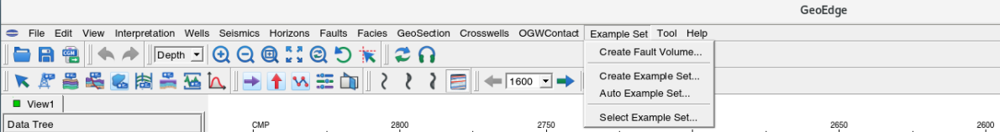 GeoEdge
File Edit View Interpretation Wells Seismics Horizons Faults Facies GeoSection Crosswells OGWContact Example Set Tool Help
CGM Depth
Create Fault Volume...
1600 Create Example Set...
Auto Example Set...
View1
Select Example Set...
Data Tree
CMP 2800 2750 2650 2600